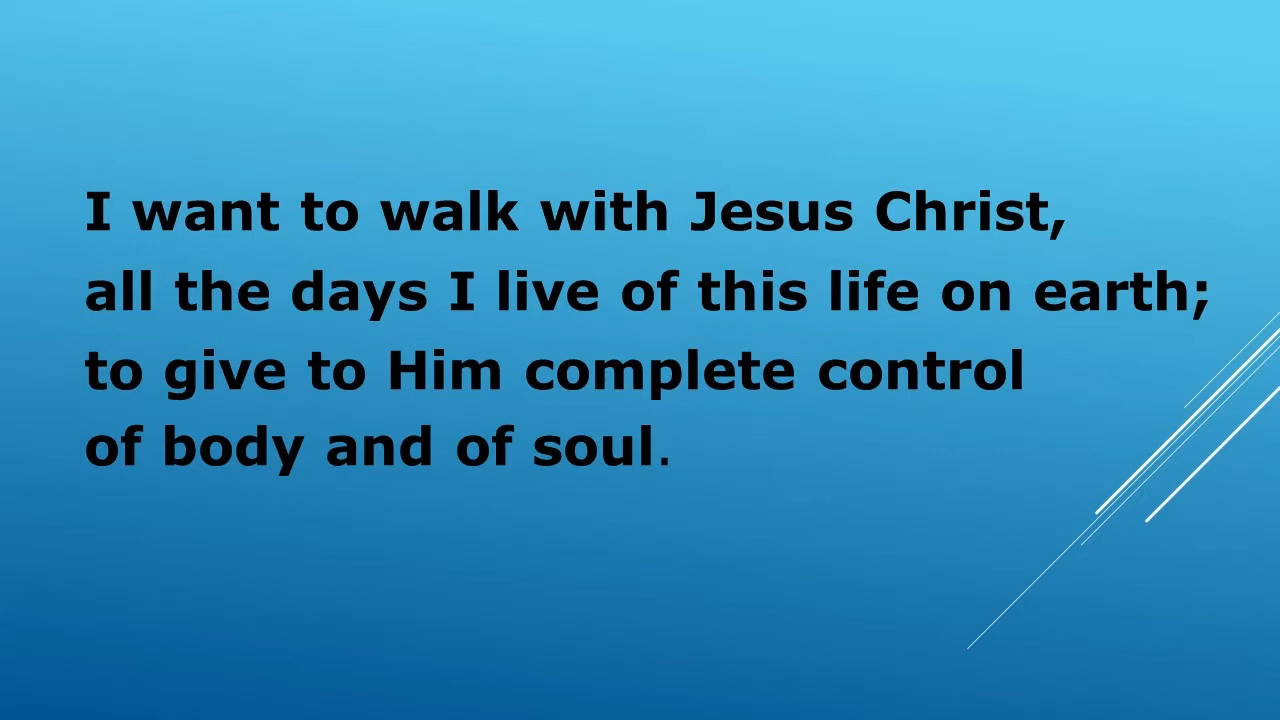 I want to walk with Jesus Christ,
all the days I live of this life on earth;
to give to Him complete control
of body and of soul.